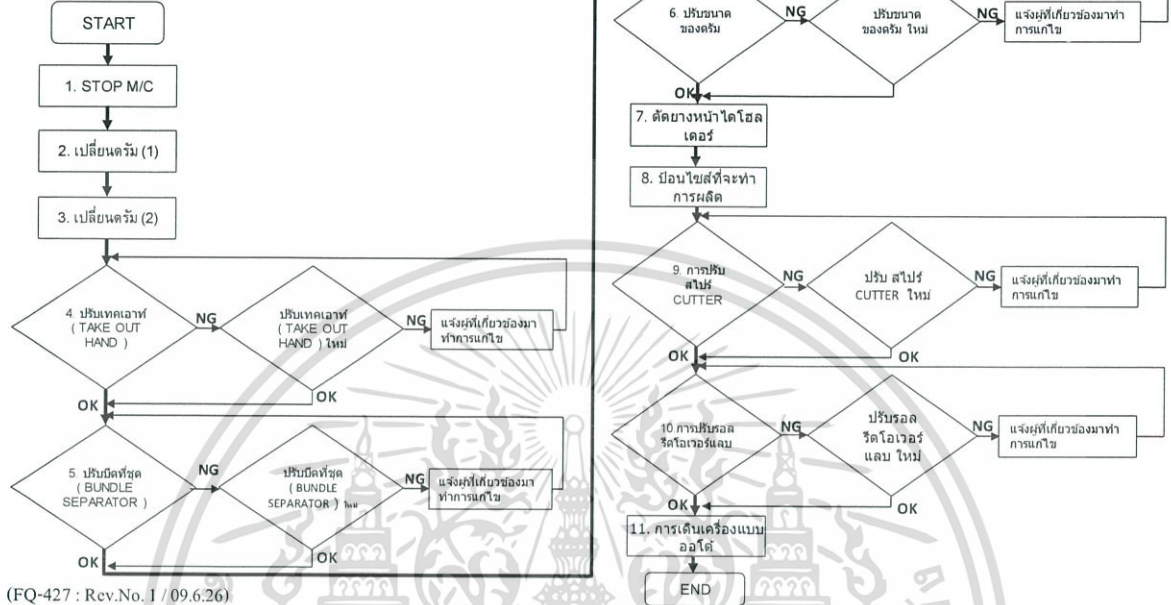 START
1. STOP M/C
2. เปลี่ยนดรัม (1)
3. เปลี่ยนดรัม (2)
4. ปรับเทคเอาท์
( TAKE OUT
HAND )
NG
ปรับเทคเอาท์
( TAKE OUT
HAND ) ใหม่
NG
แจ้งผู้ที่เกี่ยวข้องมา
ทำการแก้ไข
OK
OK
5. ปรับมีดที่ชุด
( BUNDLE
SEPARATOR )
NG
ปรับมีดที่ชุด
( BUNDLE
SEPARATOR ) ใหม่
NG
แจ้งผู้ที่เกี่ยวข้องมา
ทำการแก้ไข
OK
OK
(FQ-427 : Rev.No. 1 / 09.6.26)
6. ปรับขนาด
ของดรัม
NG
ปรับขนาด
ของดรัม ใหม่
NG
แจ้งผู้ที่เกี่ยวข้องมาทำ
การแก้ไข
OK
7. ตัดยางหน้าไดโฮล
เดอร์
8. ป้อนไซส์ที่จะทำ
การผลิต
9. การปรับ
สไปร์
CUTTER
NG
ปรับ สไปร์
CUTTER ใหม่
NG
แจ้งผู้ที่เกี่ยวข้องมาทำ
การแก้ไข
OK
OK
10 การปรับรอล
รีดโอเวอร์แลบ
NG
ปรับรอล
รีดโอเวอร์
แลบ ใหม่
NG
แจ้งผู้ที่เกี่ยวข้องมาทำ
การแก้ไข
OK
OK
11. การเดินเครื่องแบบ
ออโต้
END